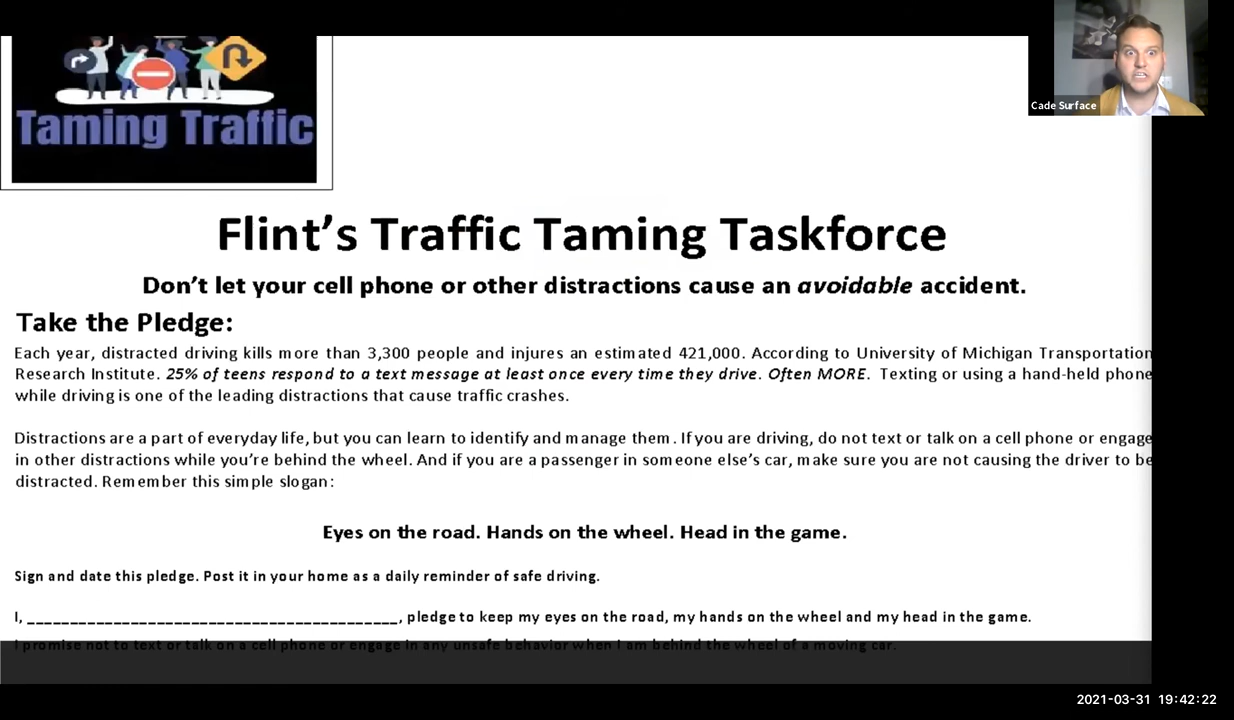 Taming Traffic
Cade Surface
Flint’s Traffic Taming Taskforce
Don’t let your cell phone or other distractions cause an avoidable accident.
Take the Pledge:
Each year, distracted driving kills more than 3,300 people and injures an estimated 421,000. According to University of Michigan Transportation
Research Institute. 25% of teens respond to a text message at least once every time they drive. Often MORE. Texting or using a hand-held phone
while driving is one of the leading distractions that cause traffic crashes.
Distractions are a part of everyday life, but you can learn to identify and manage them. If you are driving, do not text or talk on a cell phone or engage
in other distractions while you’re behind the wheel. And if you are a passenger in someone else’s car, make sure you are not causing the driver to be
distracted. Remember this simple slogan:
Eyes on the road. Hands on the wheel. Head in the game.
Sign and date this pledge. Post it in your home as a daily reminder of safe driving.
I, ___________________________________________, pledge to keep my eyes on the road, my hands on the wheel and my head in the game.
I promise not to text or talk on a cell phone or engage in any unsafe behavior when I am behind the wheel of a moving car.
2021-03-31 19:42:22